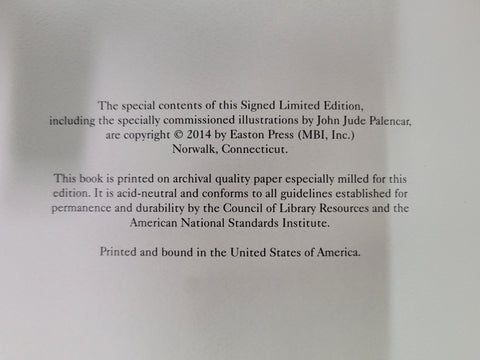 The special contents of this Signed Limited Edition,
including the specially commissioned illustrations by John Jude Palencar,
are copyright © 2014 by Easton Press (MBI, Inc.)
Norwalk, Connecticut.
This book is printed on archival quality paper especially milled for this
edition. It is acid-neutral and conforms to all guidelines established for
permanence and durability by the Council of Library Resources and the
American National Standards Institute.
Printed and bound in the United States of America.